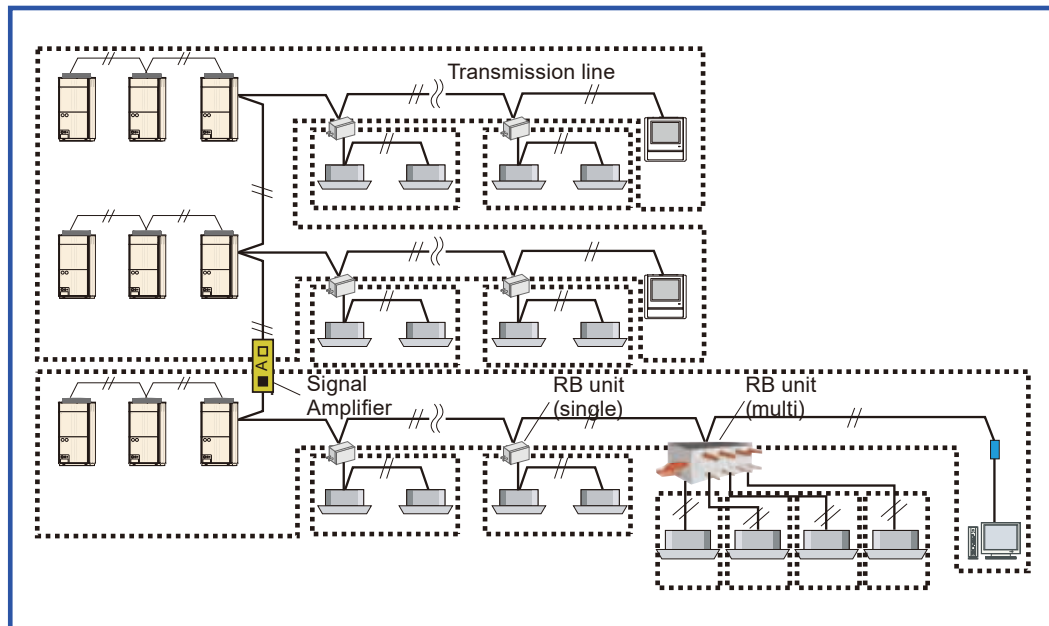 Transmission line
A
Signal
Amplifier
RB unit
(single)
RB unit
(multi)